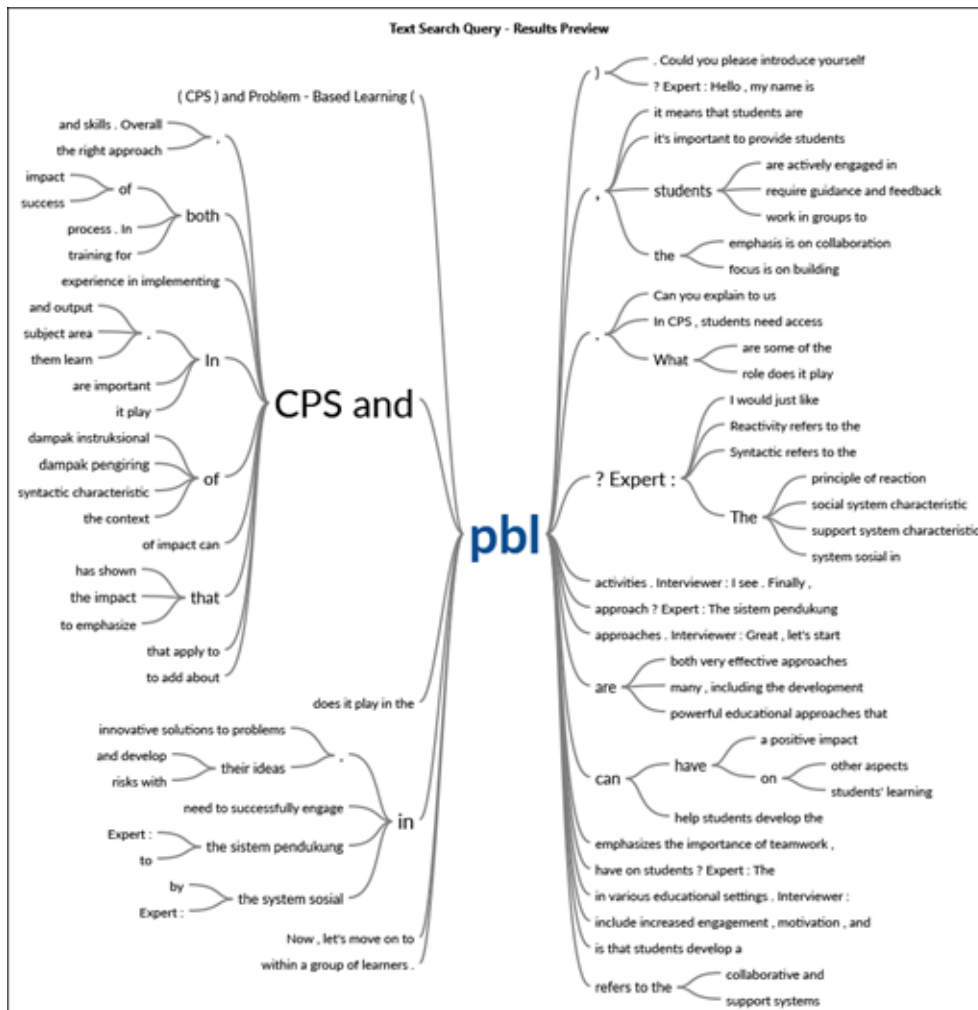 Text Search Query - Results Preview
( CPS ) and Problem - Based Learning (
and skills . Overall
the right approach
.
impact
success
of
process . In
training for
both
experience in implementing
and output
subject area
them learn
.
are important
it play
In
dampak instruksional
dampak pengiring
syntactic characteristic
the context
of
of impact can
has shown
the impact
to emphasize
that
that apply to
to add about
CPS and
does it play in the
innovative solutions to problems
and develop
risks with
their ideas
.
need to successfully engage
Expert :
to
the sistem pendukung
by
Expert :
the system sosial
in
Now , let's move on to
within a group of learners .
pbl
)
. Could you please introduce yourself
? Expert : Hello , my name is
,
it means that students are
it's important to provide students
students
are actively engaged in
require guidance and feedback
work in groups to
the
emphasis is on collaboration
focus is on building
.
Can you explain to us
In CPS , students need access
What
are some of the
role does it play
? Expert :
I would just like
Reactivity refers to the
Syntactic refers to the
The
principle of reaction
social system characteristic
support system characteristic
system sosial in
activities . Interviewer : I see . Finally ,
approach ? Expert : The sistem pendukung
approaches . Interviewer : Great , let's start
are
both very effective approaches
many , including the development
powerful educational approaches that
can
have
a positive impact
on
other aspects
students' learning
help students develop the
emphasizes the importance of teamwork ,
have on students ? Expert : The
in various educational settings . Interviewer :
include increased engagement , motivation , and
is that students develop a
refers to the
collaborative and
support systems